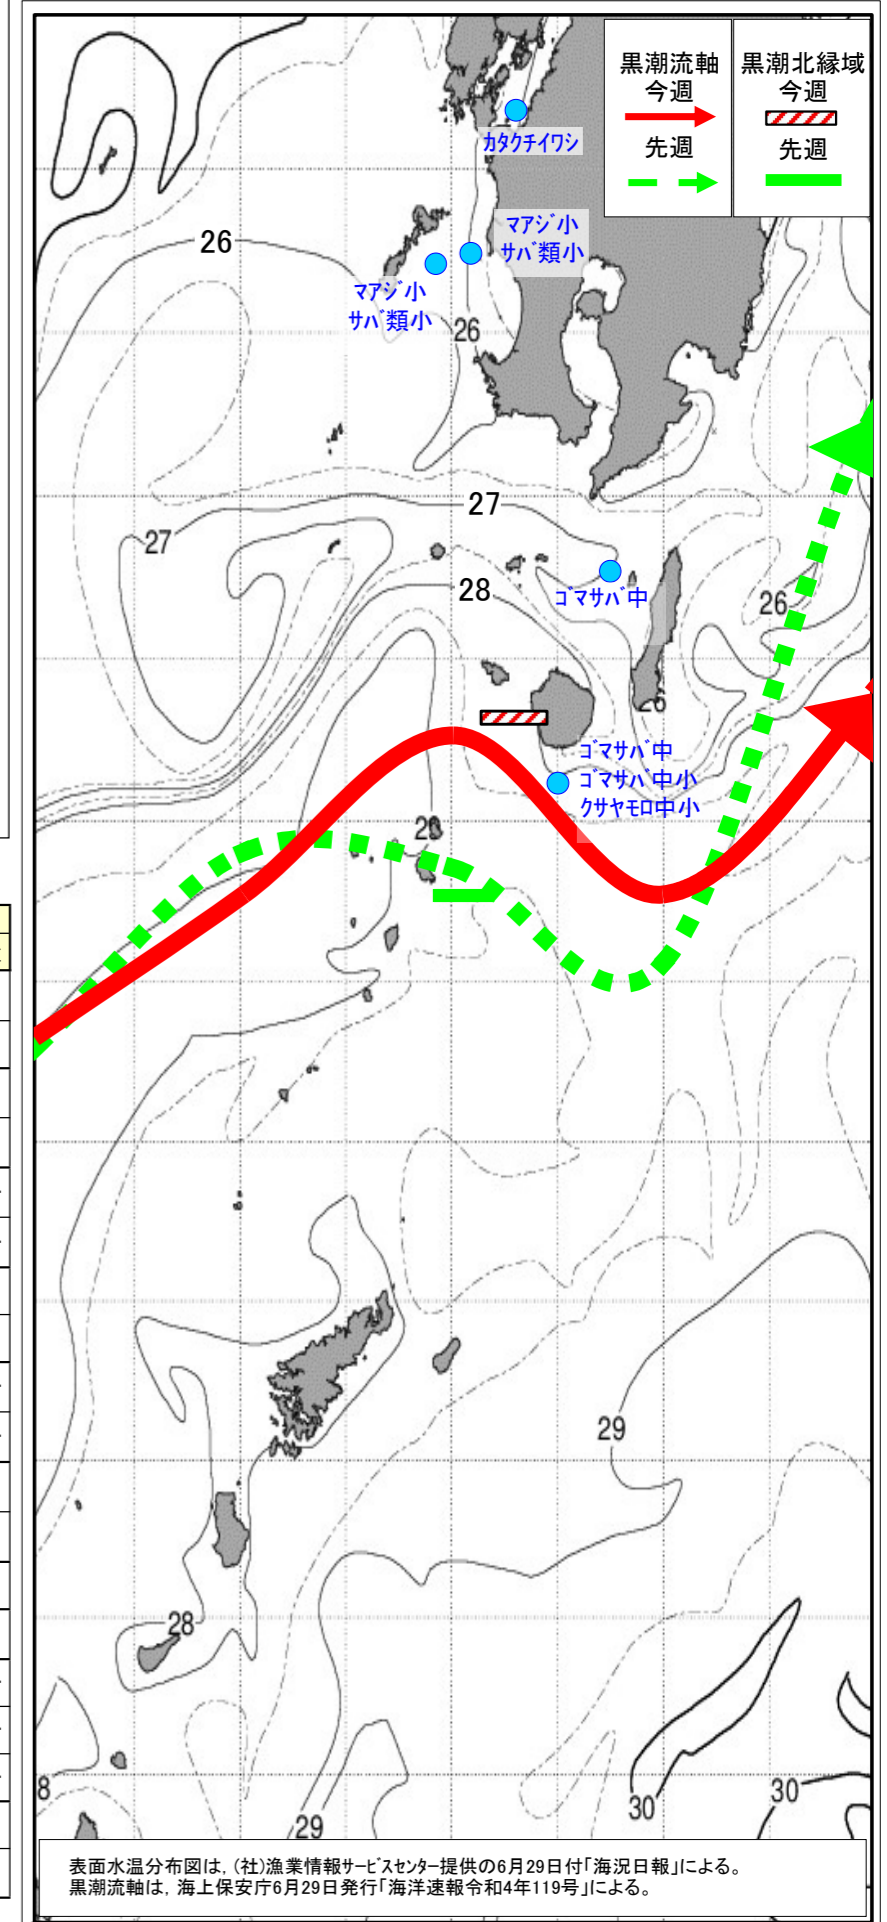 黒潮流軸
今週
先週
黒潮北縁域
今週
先週
カタクチイワシ
26
マアジ小
サバ類小
マアジ小
サバ類小
26
27
27
28
ゴマサバ中
26
26
ゴマサバ中
ゴマサバ中小
クサヤモロ中小
29
29
28
8
30
30
29
表面水温分布図は，(社)漁業情報サービスセンター提供の6月29日付「海況日報」による。
黒潮流軸は，海上保安庁6月29日発行「海洋速報令和4年119号」による。